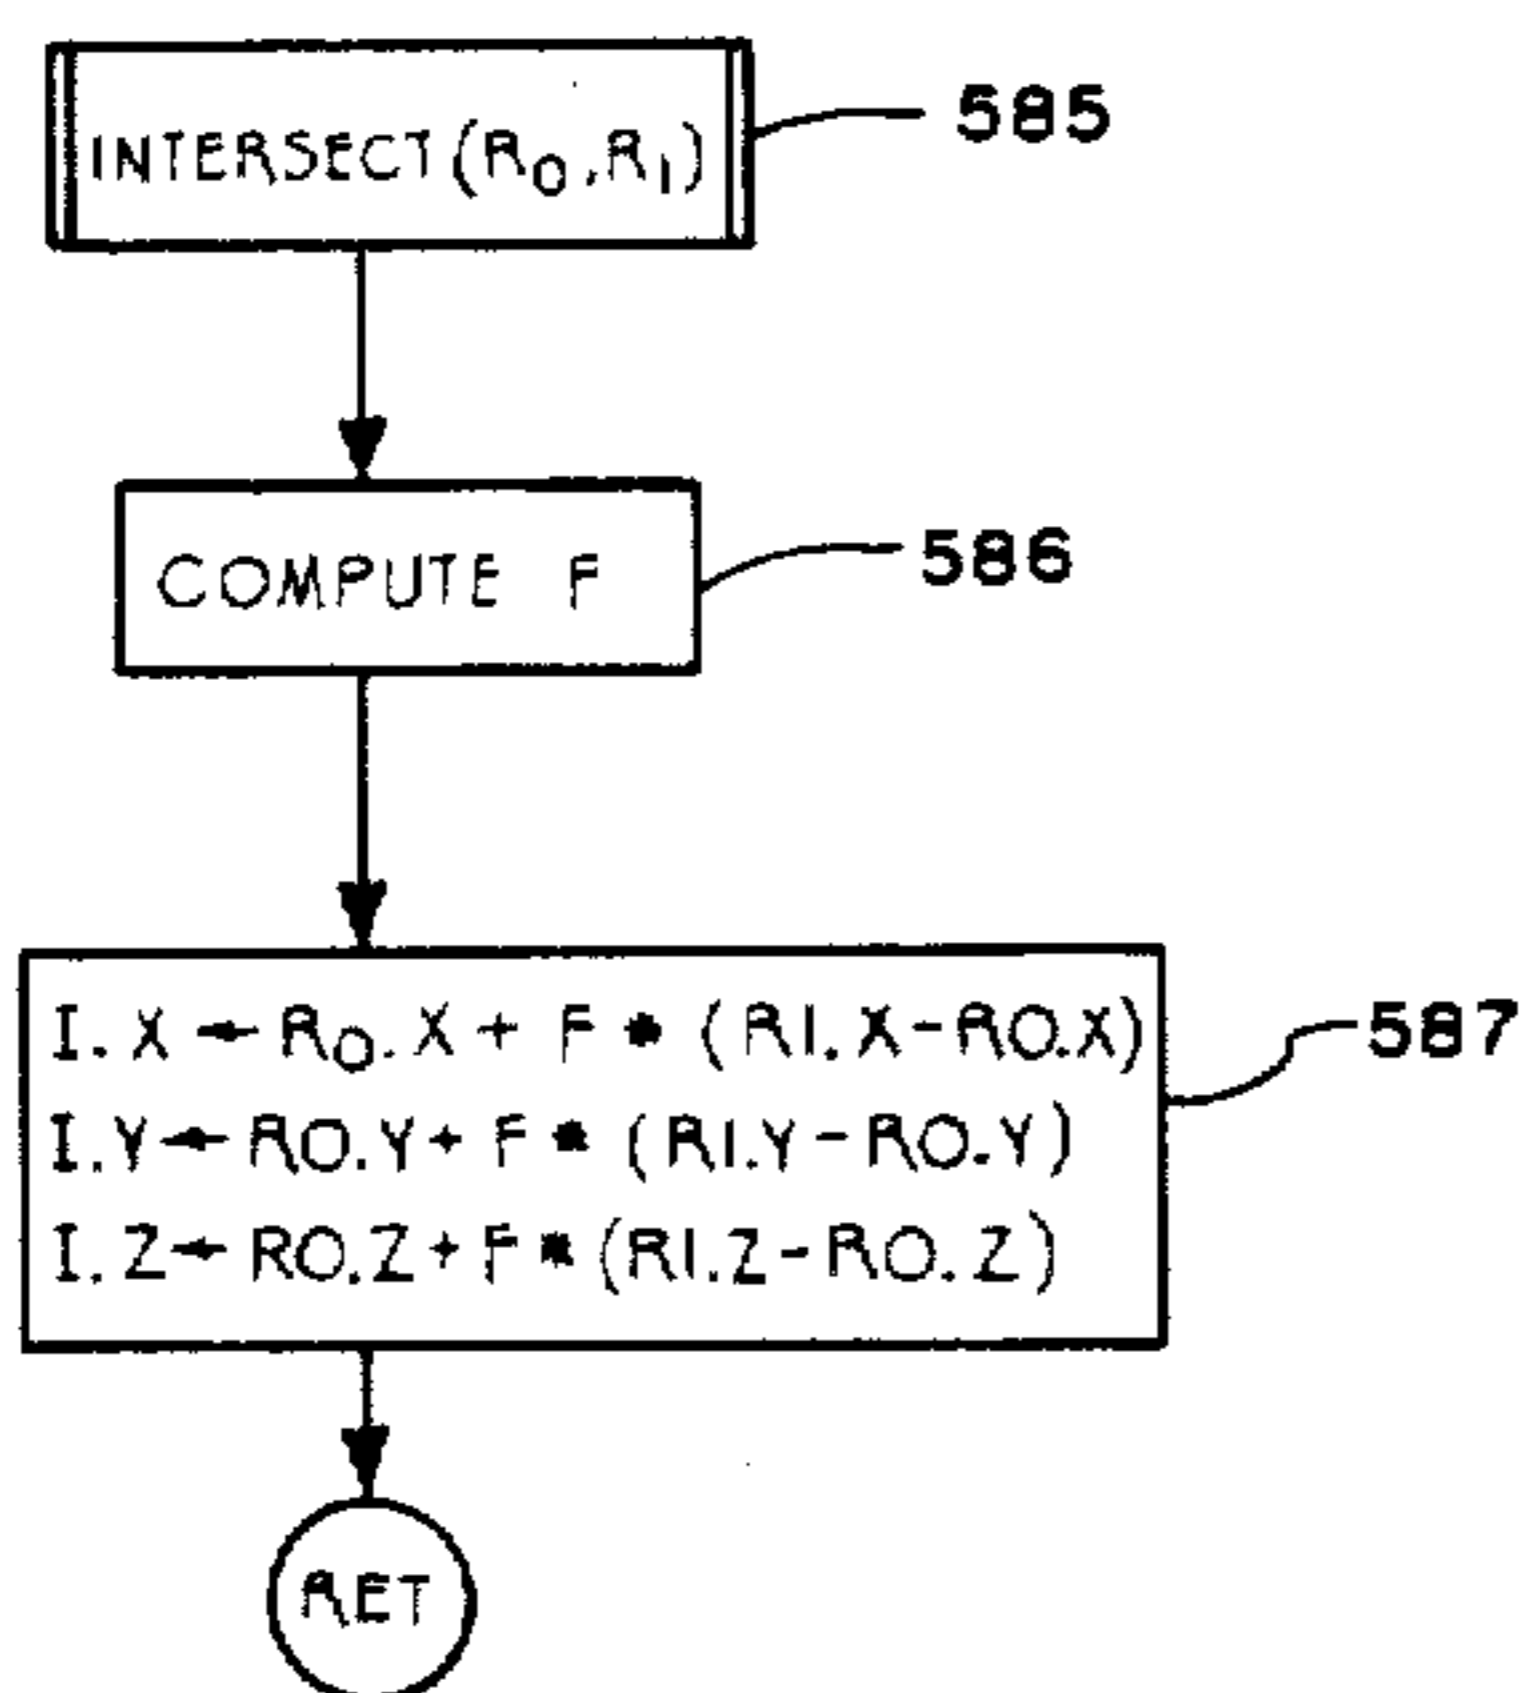 INTERSECT(R₀,R₁)
585
COMPUTE F
586
I.X ← R₀.X + F * (R1.X-R0.X)
I.Y ← R0.Y + F * (R1.Y-R0.Y)
I.Z ← R0.Z + F * (R1.Z-R0.Z)
587
RET